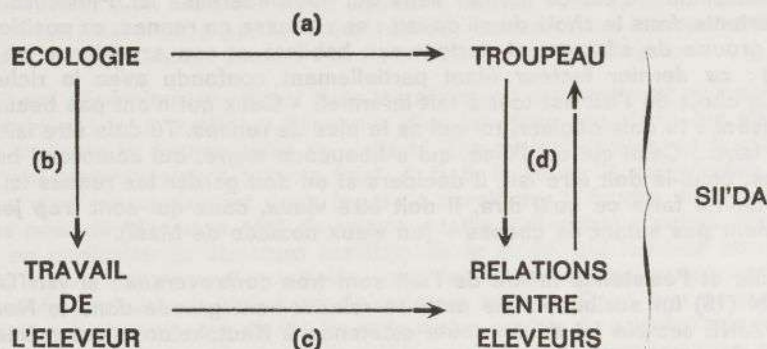 (a)
ECOLOGIE TROUPEAU
(b) (d)
SII'DA
TRAVAIL RELATIONS
DE ENTRE
L'ELEVEUR ELEVEURS
(c)